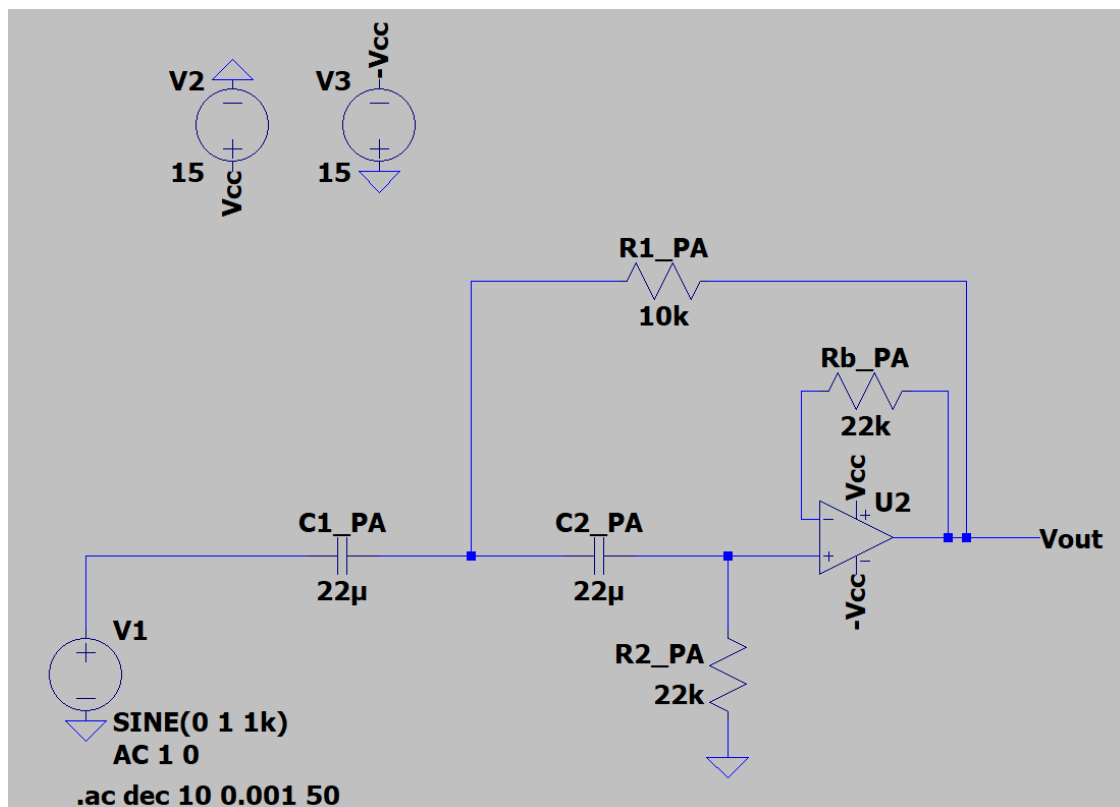 V2
15
Vcc
V3
-Vcc
15
R1_PA
10k
Rb_PA
22k
Vcc
U2
-Vcc
Vout
C1_PA
22µ
C2_PA
22µ
R2_PA
22k
V1
SINE(0 1 1k)
AC 1 0
.ac dec 10 0.001 50